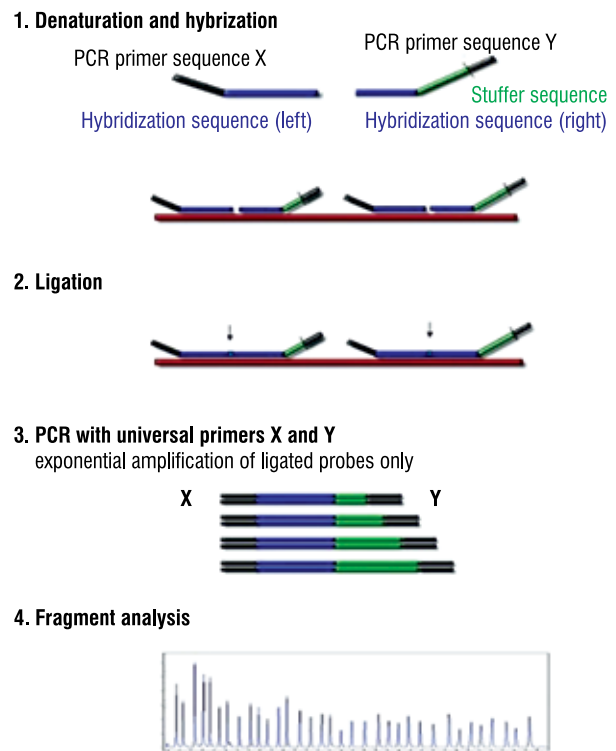 1. Denaturation and hybrization
PCR primer sequence X
PCR primer sequence Y
Stuffer sequence
Hybridization sequence (left)
Hybridization sequence (right)
2. Ligation
3. PCR with universal primers X and Y
exponential amplification of ligated probes only
X
Y
4. Fragment analysis